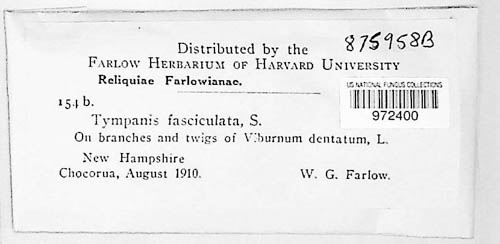 Distributed by the
875958B
FARLOW HERBARIUM OF HARVARD UNIVERSITY
Reliquiae Farlowianae.
US NATIONAL FUNGUS COLLECTIONS
972400
154 b.
Tympanis fasciculata, S.
On branches and twigs of Viburnum dentatum, L.
New Hampshire
Chocorua, August 1910. W. G. Farlow.